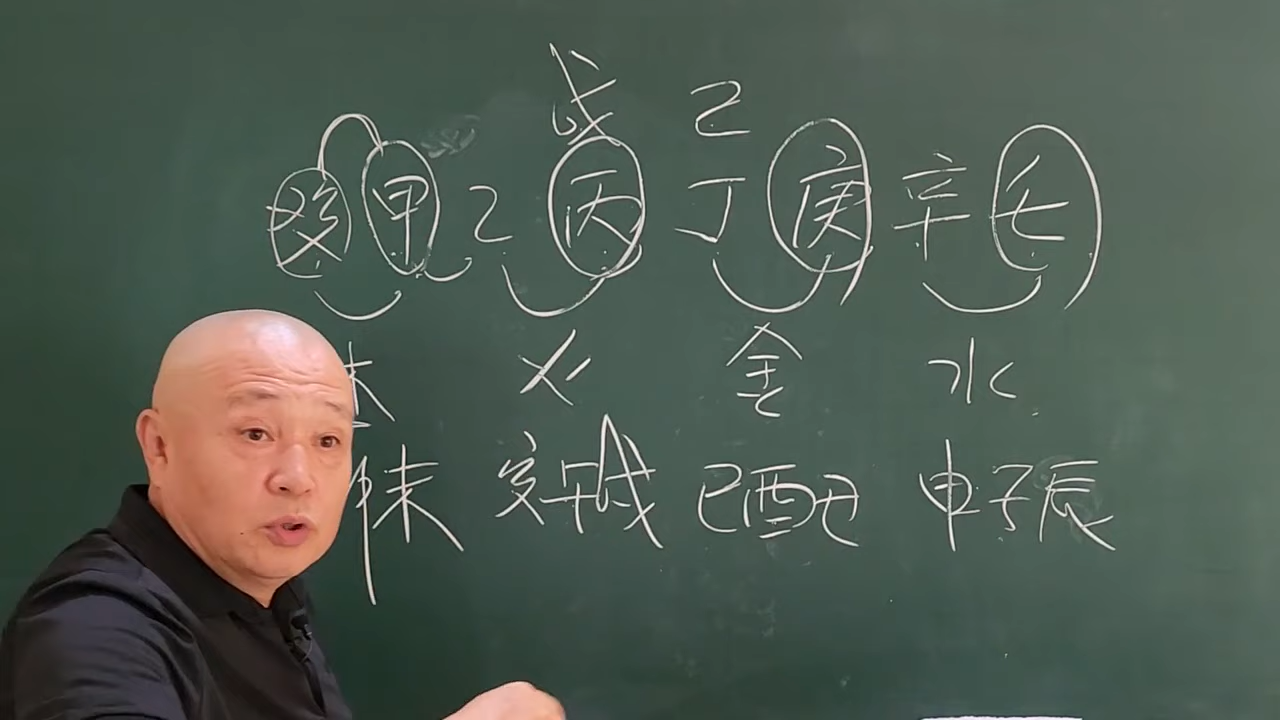 戊 己
癸 甲 乙 丙 丁 庚 辛 壬
木 火 金 水
卯未 寅午戌 巳酉丑 申子辰